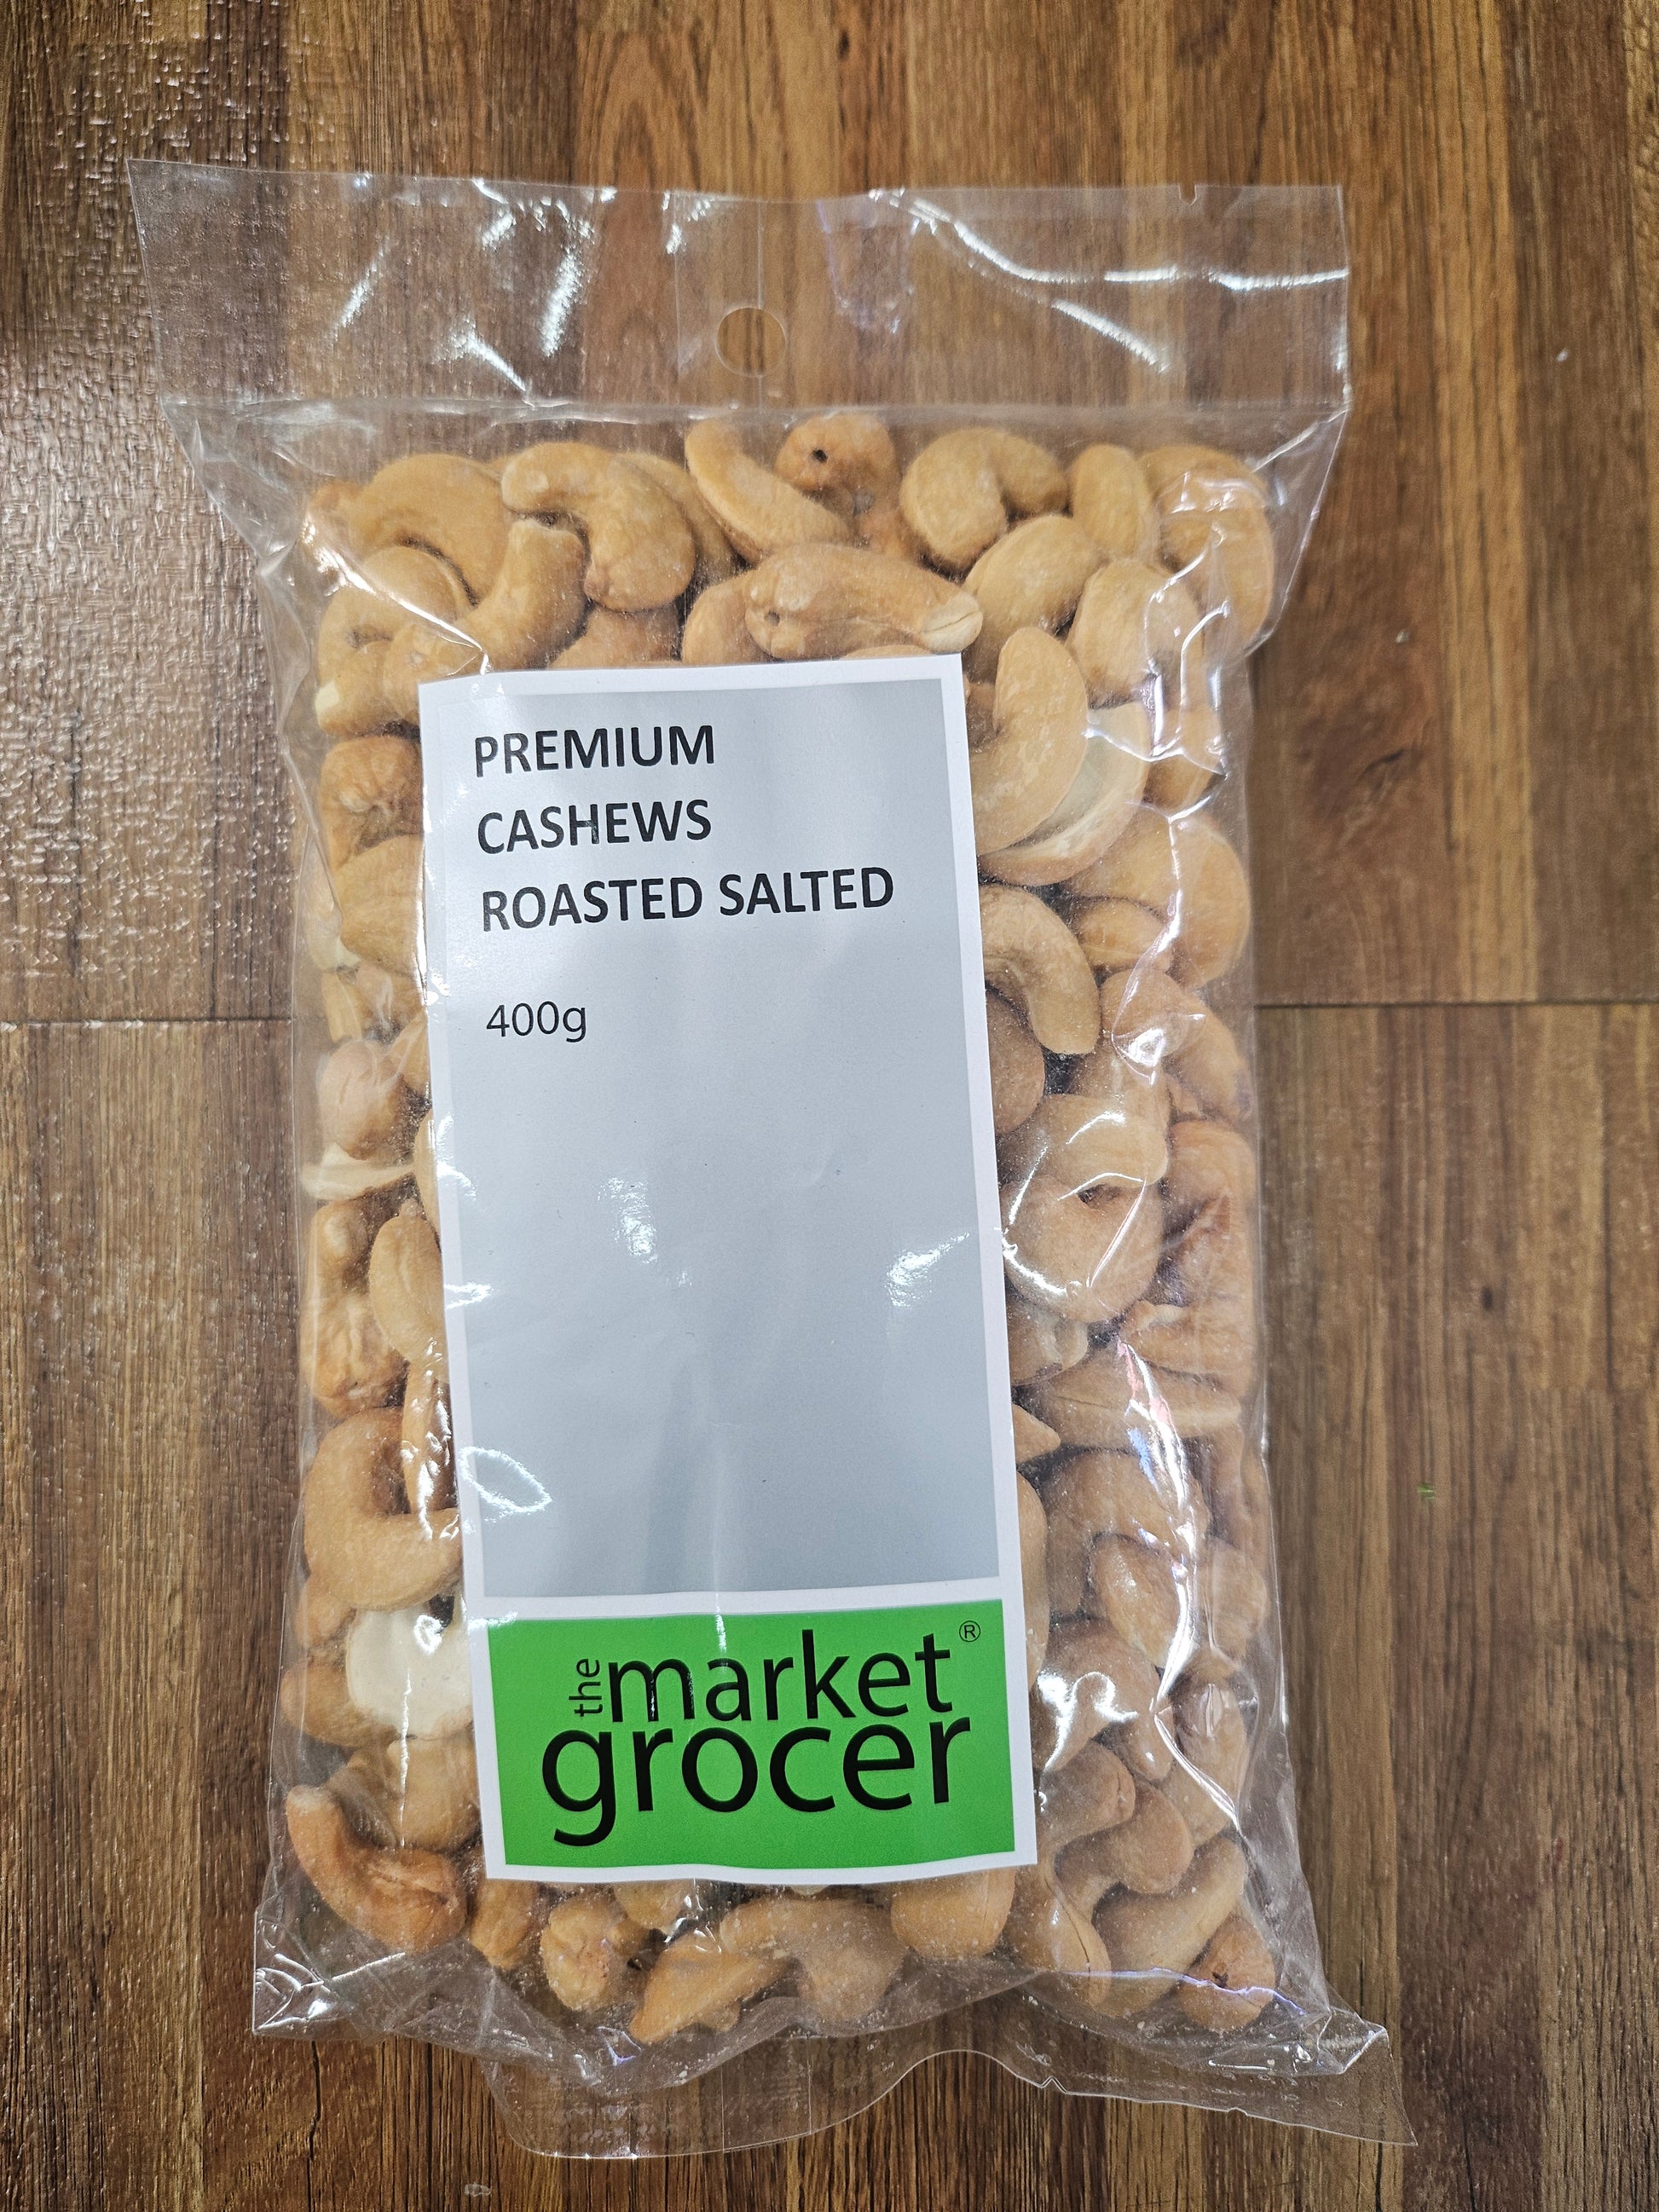 PREMIUM
CASHEWS
ROASTED SALTED
400g
the market ®
grocer